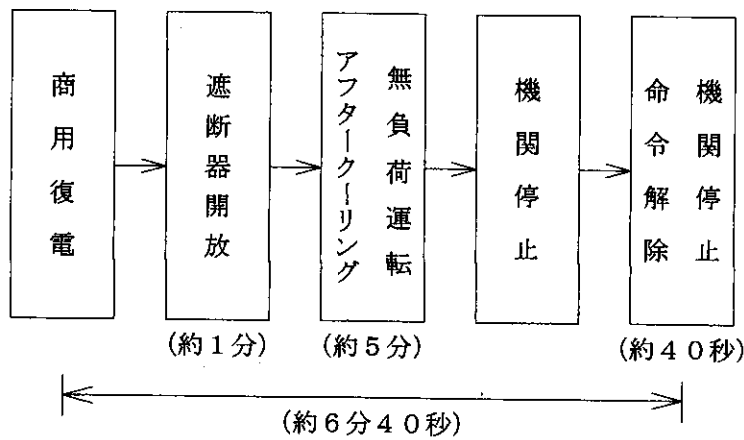 商用復電
遮断器開放
無負荷運転
アフタークーリング
機関停止
機関停止
命令解除
(約1分)
(約5分)
(約40秒)
(約6分40秒)